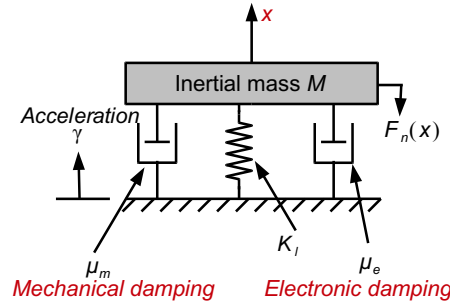 x
Inertial mass M
Acceleration
γ
F_n(x)
K_l
μ_m
μ_e
Mechanical damping
Electronic damping